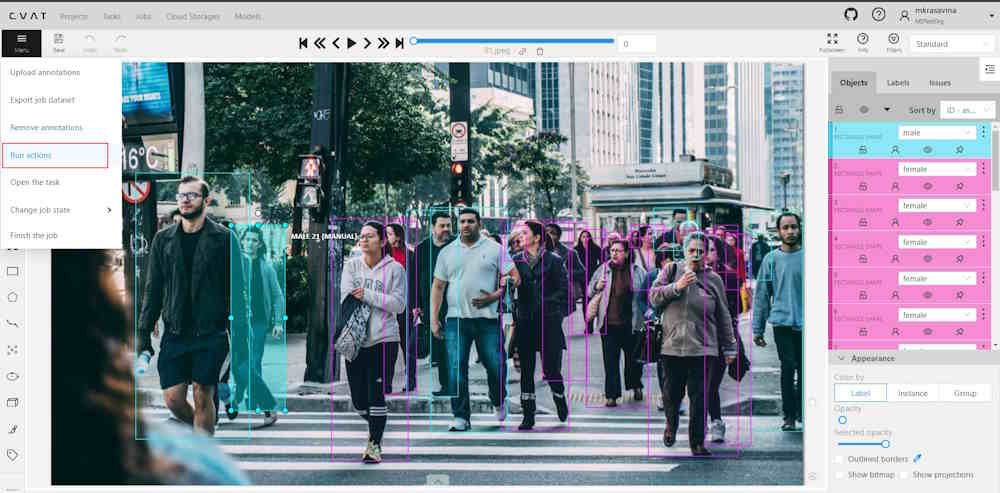 CVAT
Projects
Tasks
Jobs
Cloud Storages
Models
mkrasavina
Menu
Save
Undo
Redo
01.jpeg
0
Fullscreen
Info
Filters
Standard
Upload annotations
Export job dataset
Remove annotations
Run actions
Open the task
Change job state
Finish the job
16°C
MALE 21 (MANUAL)
Objects
Labels
Issues
Sort by
ID - as...
1
RECTANGLE SHAPE
male
2
RECTANGLE SHAPE
female
3
RECTANGLE SHAPE
female
4
RECTANGLE SHAPE
female
5
RECTANGLE SHAPE
female
6
RECTANGLE SHAPE
female
Appearance
Color by
Label
Instance
Group
Opacity
Selected opacity
Outlined borders
Show bitmap
Show projections